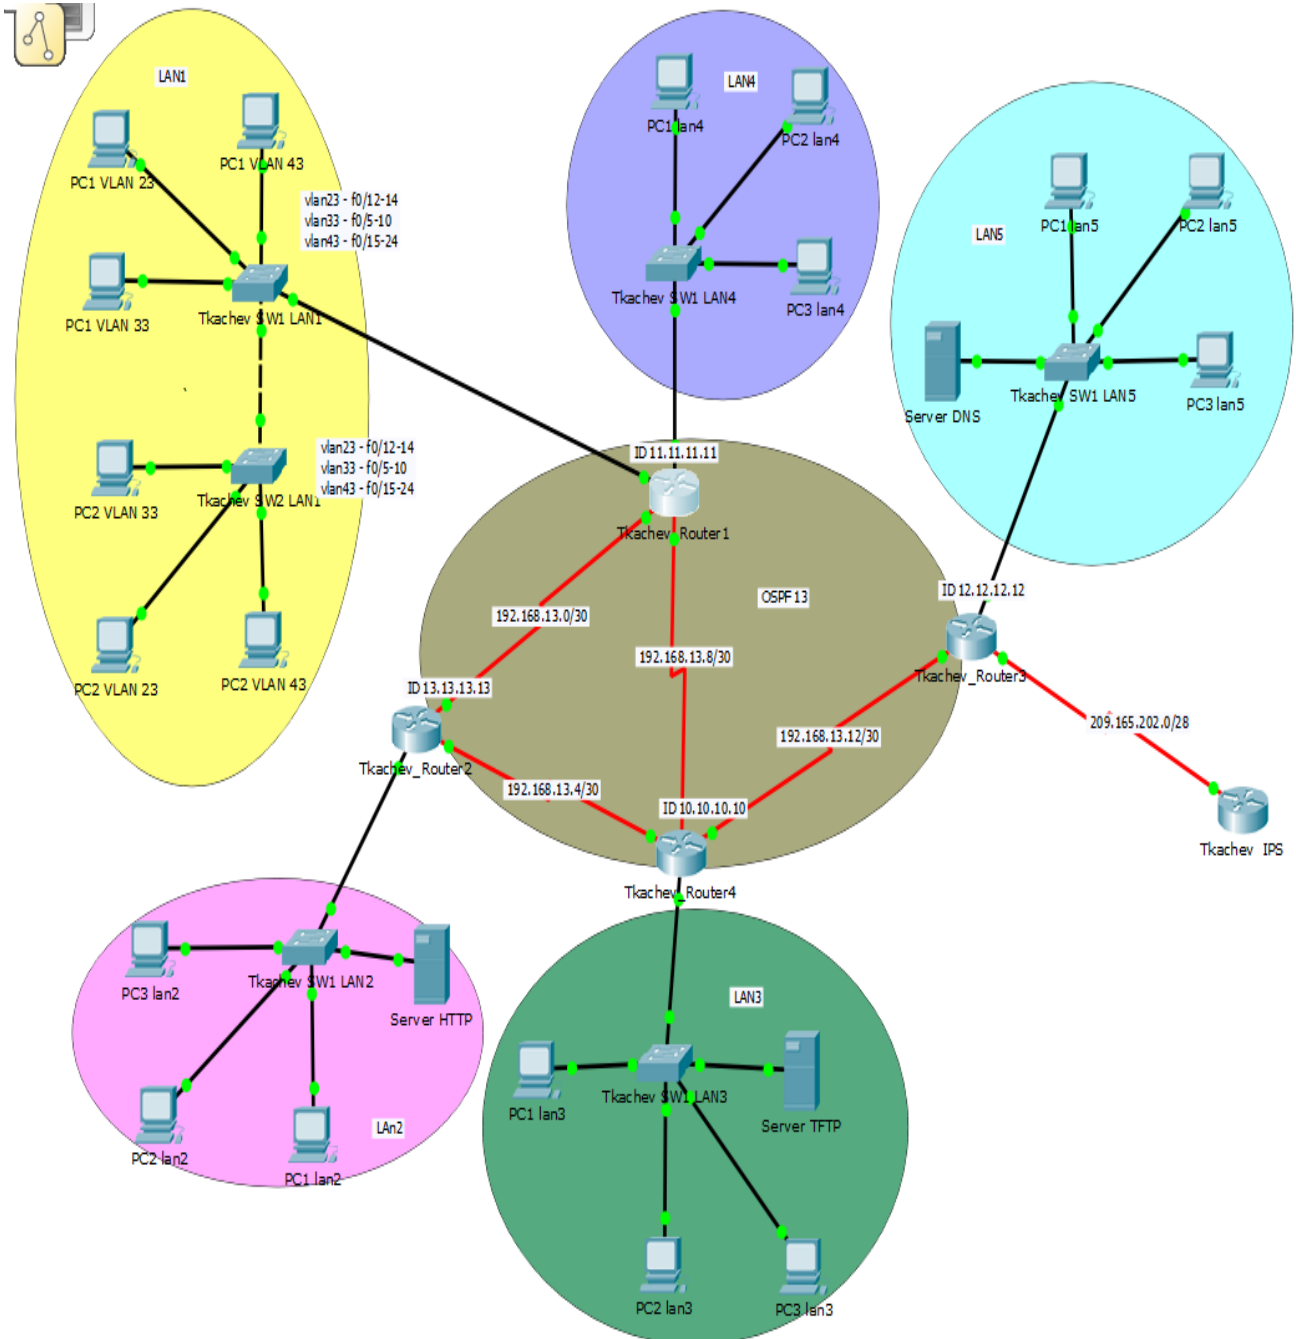 LAN1
PC1 VLAN 23
PC1 VLAN 43
vlan23 - f0/12-14
vlan33 - f0/5-10
vlan43 - f0/15-24
PC1 VLAN 33
Tkachev SW1 LAN1
vlan23 - f0/12-14
vlan33 - f0/5-10
vlan43 - f0/15-24
PC2 VLAN 33
Tkachev SW2 LAN1
PC2 VLAN 23
PC2 VLAN 43
LAN4
PC1 lan4
PC2 lan4
Tkachev SW1 LAN4
PC3 lan4
LAN5
PC1 lan5
PC2 lan5
Server DNS
Tkachev SW1 LAN5
PC3 lan5
ID 11.11.11.11
Tkachev_Router1
OSPF 13
ID 12.12.12.12
192.168.13.0/30
192.168.13.8/30
Tkachev_Router3
ID 13.13.13.13
209.165.202.0/28
192.168.13.12/30
Tkachev_Router2
192.168.13.4/30
ID 10.10.10.10
Tkachev IPS
Tkachev_Router4
PC3 lan2
Tkachev SW1 LAN2
Server HTTP
PC2 lan2
LAn2
PC1 lan2
LAN3
PC1 lan3
Tkachev SW1 LAN3
Server TFTP
PC2 lan3
PC3 lan3